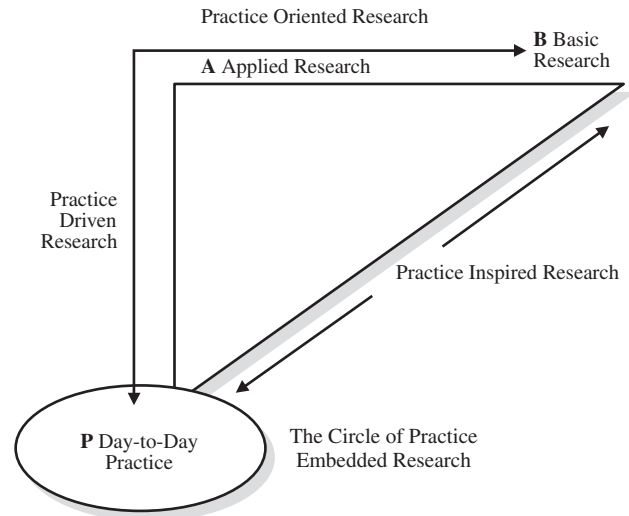 Practice Oriented Research
B Basic
Research
A Applied Research
Practice
Driven
Research
Practice Inspired Research
P Day-to-Day
Practice
The Circle of Practice
Embedded Research